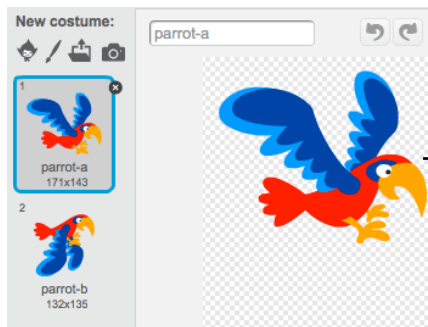 New costume:
parrot-a
1
parrot-a
171x143
2
parrot-b
132x135